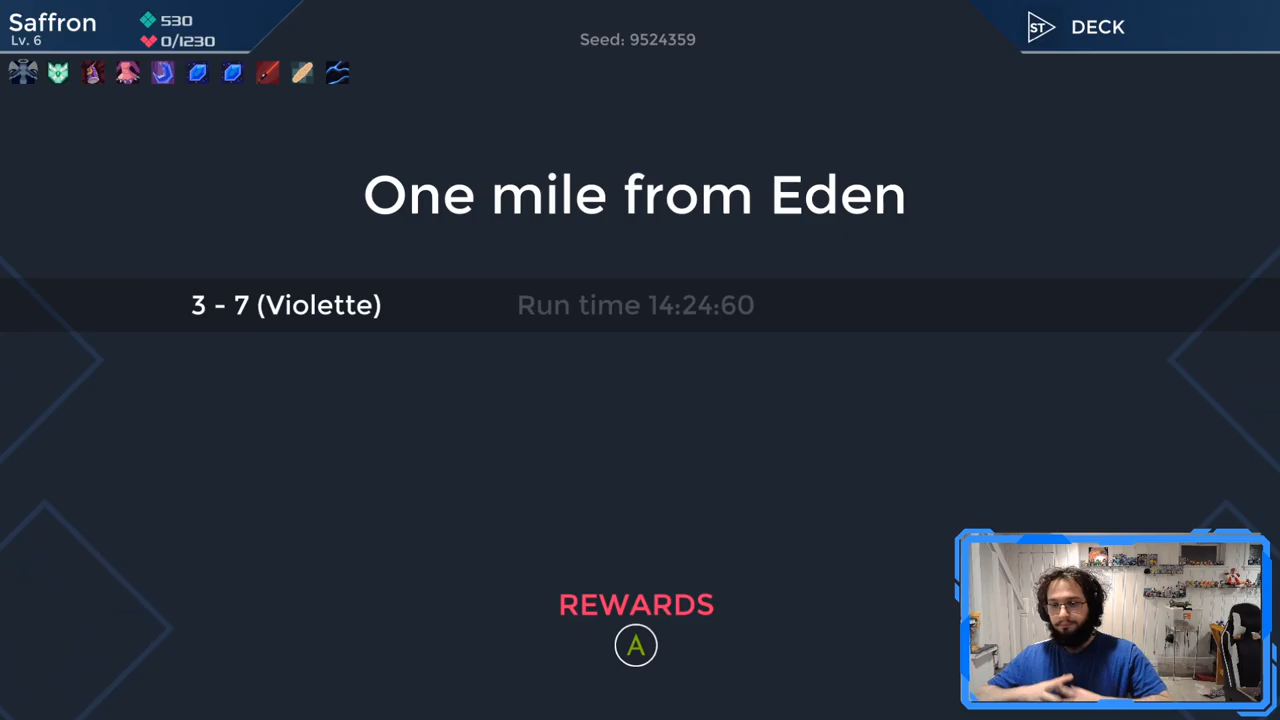 Saffron
Lv. 6
530
0/1230
Seed: 9524359
ST
DECK
One mile from Eden
3 - 7 (Violette)
Run time 14:24:60
REWARDS
A